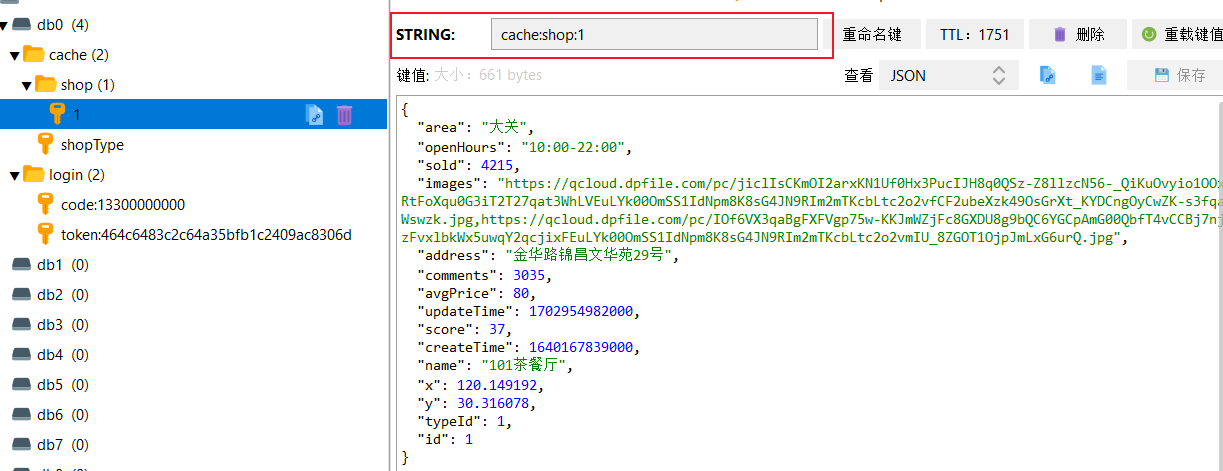 db0 (4)
cache (2)
shop (1)
1
shopType
login (2)
code:13300000000
token:464c6483c2c64a35bfb1c2409ac8306d
db1 (0)
db2 (0)
db3 (0)
db4 (0)
db5 (0)
db6 (0)
db7 (0)
STRING: cache:shop:1 重命名键 TTL: 1751 删除 重载键值
键值: 大小: 661 bytes 查看 JSON 保存
{
"area": "大关",
"openHours": "10:00-22:00",
"sold": 4215,
"images": "https://qcloud.dpfile.com/pc/jiclIsCKmOI2arxKN1Uf0Hx3PucIJH8q0QSz-Z8llzcN56-_QiKuOvyio1OOx
RtFoXqu0G3iT2T27qat3WhLVEuLYk00OmSS1IdNpm8K8sG4JN9RIm2mTKcbLtc2o2vfCF2ubeXzk49OsGrXt_KYDCngOyCwZK-s3fqa
Wswzk.jpg,https://qcloud.dpfile.com/pc/IOf6VX3qaBgFXFVgp75w-KKJmWZjFc8GXDU8g9bQC6YGCpAmG00QbfT4vCCBj7nj
zFvxlbkWx5uwqY2qcjixFEuLYk00OmSS1IdNpm8K8sG4JN9RIm2mTKcbLtc2o2vmIU_8ZGOT1OjpJmLxG6urQ.jpg",
"address": "金华路锦昌文华苑29号",
"comments": 3035,
"avgPrice": 80,
"updateTime": 1702954982000,
"score": 37,
"createTime": 1640167839000,
"name": "101茶餐厅",
"x": 120.149192,
"y": 30.316078,
"typeId": 1,
"id": 1
}